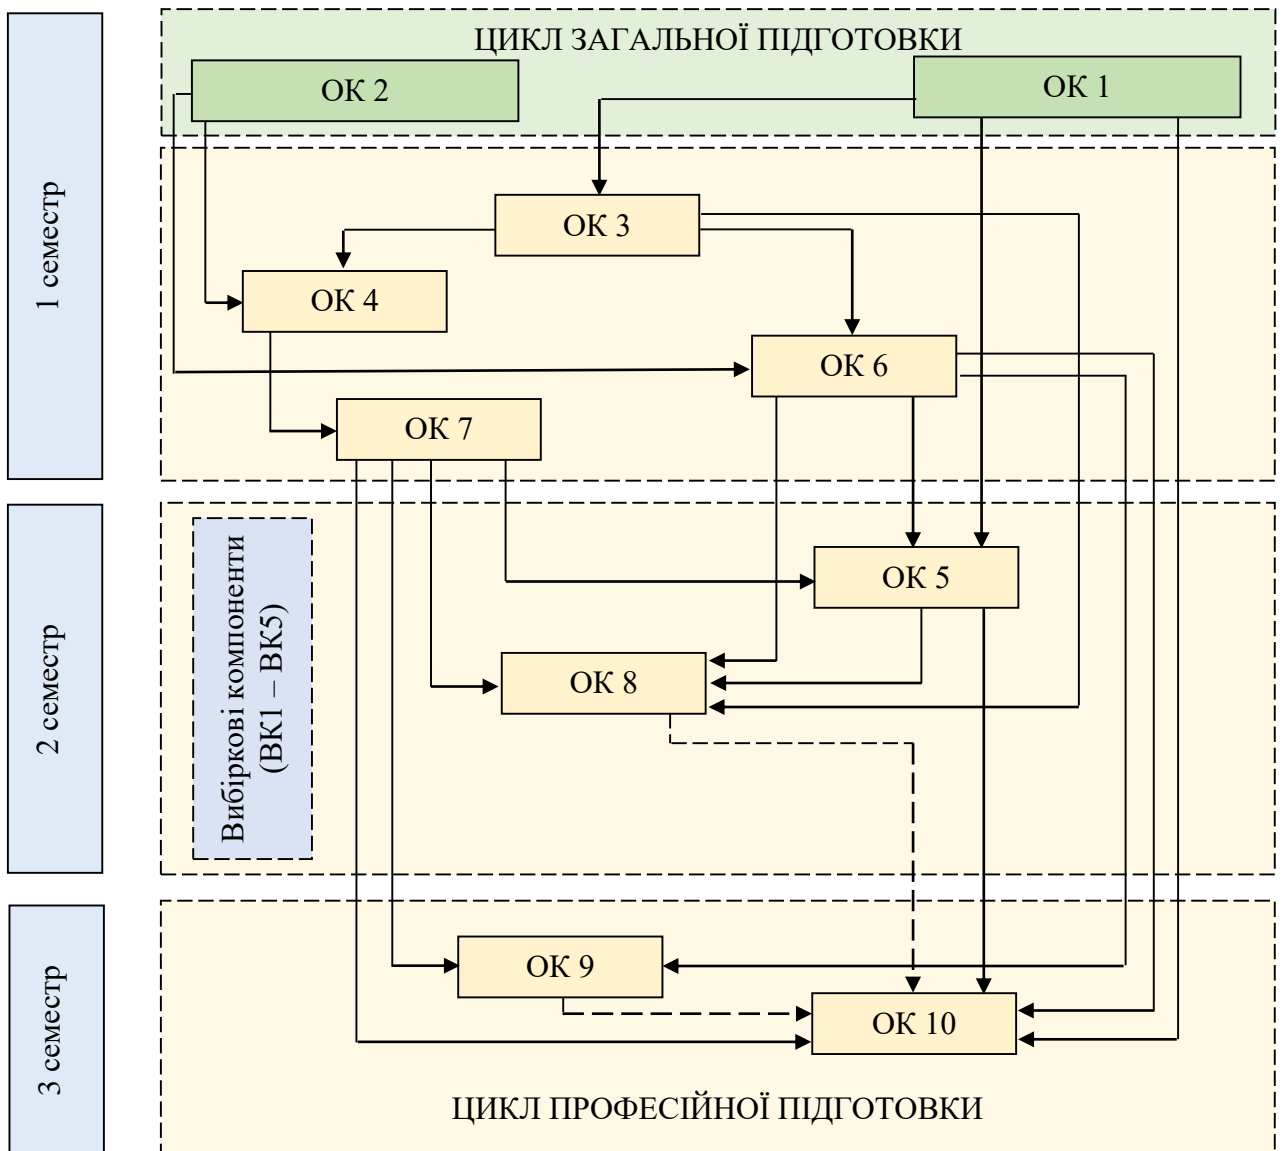 ЦИКЛ ЗАГАЛЬНОЇ ПІДГОТОВКИ
ОК 2
ОК 1
1 семестр
ОК 3
ОК 4
ОК 6
ОК 7
2 семестр
Вибіркові компоненти
(ВК1 – ВК5)
ОК 5
ОК 8
3 семестр
ОК 9
ОК 10
ЦИКЛ ПРОФЕСІЙНОЇ ПІДГОТОВКИ